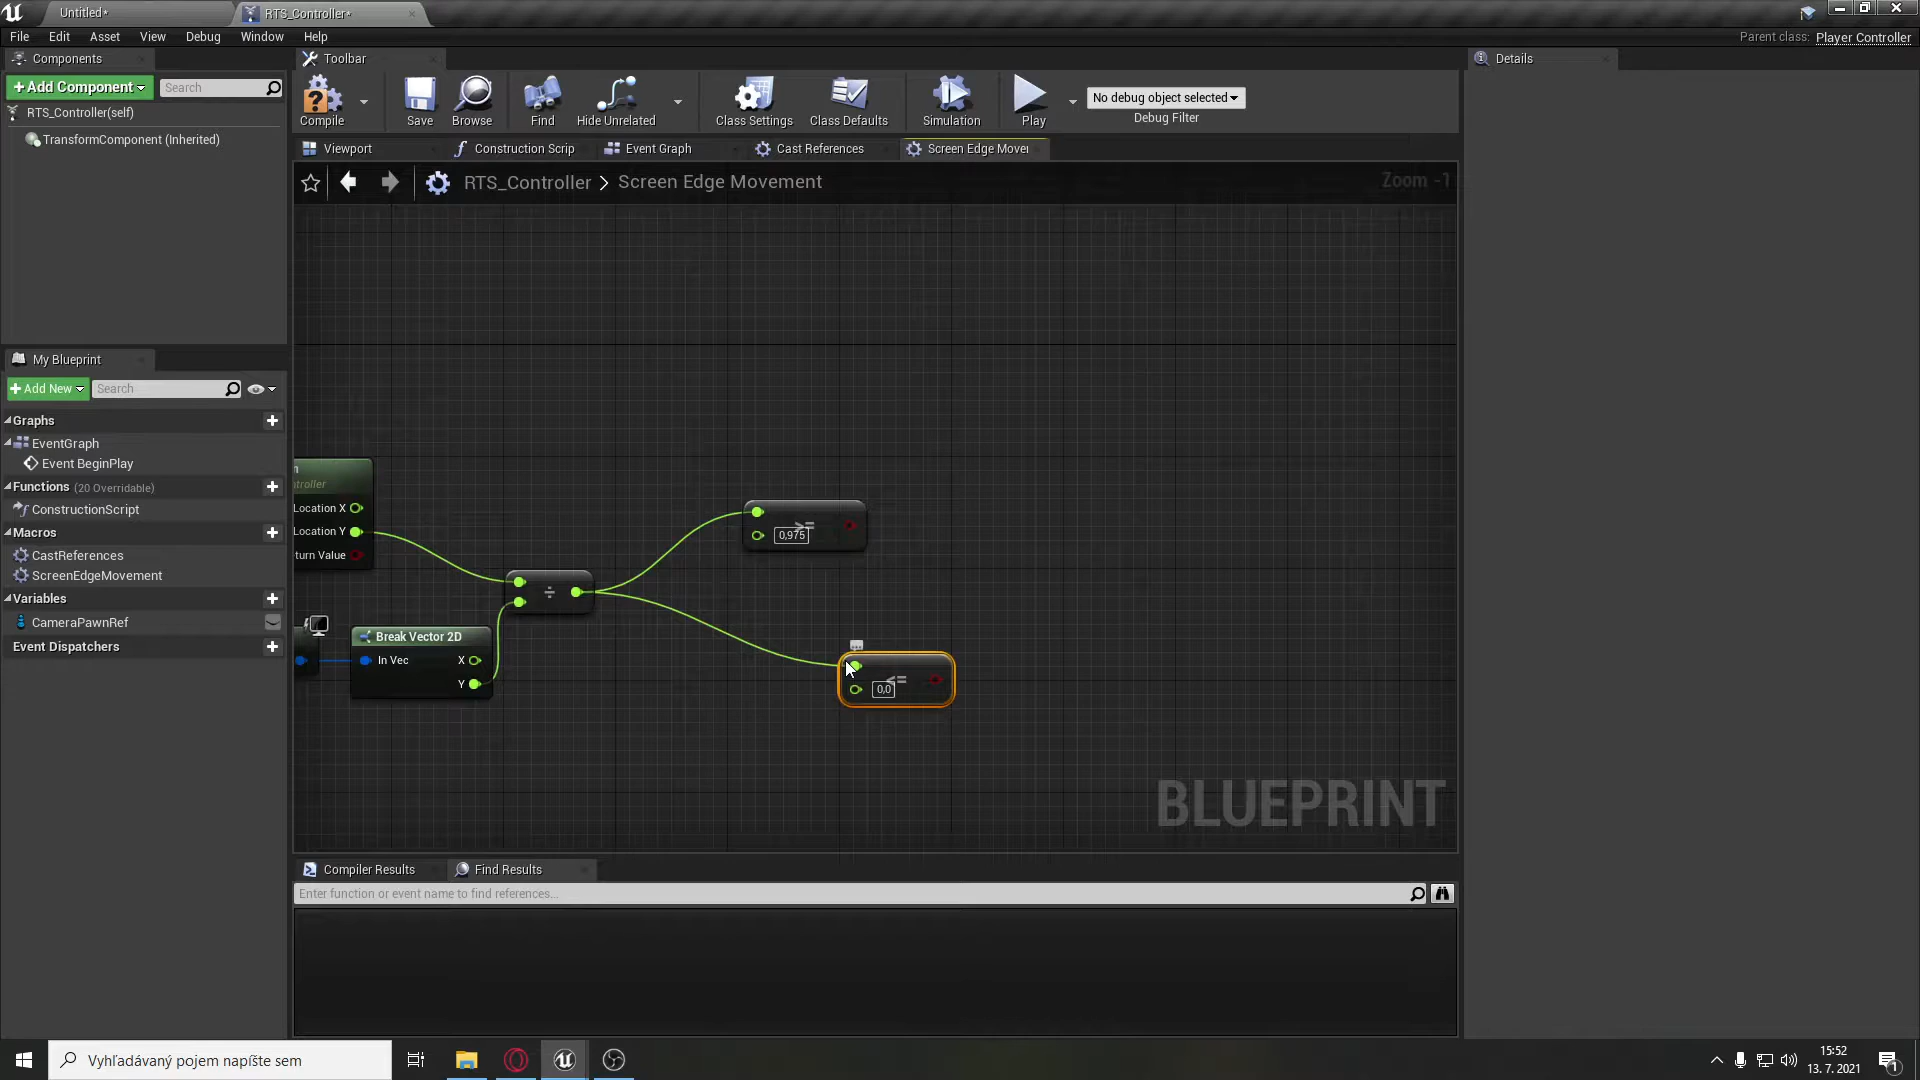 Untitled*
RTS_Controller*
File Edit Asset View Debug Window Help
Parent class: Player Controller
Components
Toolbar
Details
+Add Component
Search
RTS_Controller(self)
TransformComponent (Inherited)
Compile
Save
Browse
Find
Hide Unrelated
Class Settings
Class Defaults
Simulation
Play
No debug object selected
Debug Filter
Viewport
Construction Scrip
Event Graph
Cast References
Screen Edge Mover
RTS_Controller > Screen Edge Movement
Zoom -1
My Blueprint
+Add New
Search
Graphs
EventGraph
Event BeginPlay
Functions (20 Overridable)
ConstructionScript
Macros
CastReferences
ScreenEdgeMovement
Variables
CameraPawnRef
Event Dispatchers
n
ntroller
Location X
Location Y
turn Value
÷
>=
0,975
Break Vector 2D
In Vec
X
Y
<=
0,0
BLUEPRINT
Compiler Results
Find Results
Enter function or event name to find references...
Vyhľadávaný pojem napíšte sem
15:52
13. 7. 2021
1